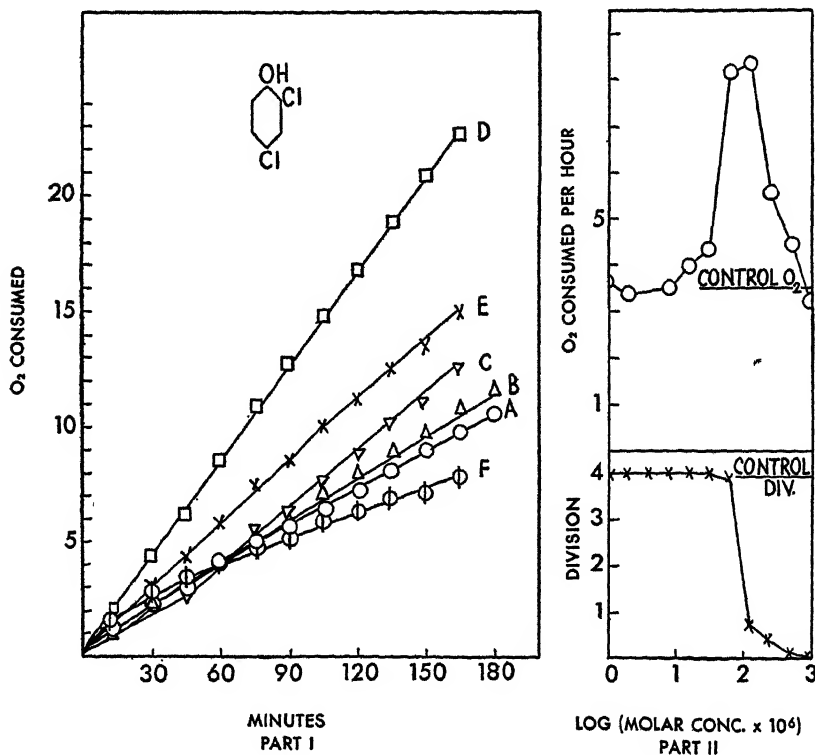 OH
Cl
Cl
D
E
C
B
A
F
20
15
10
5
O₂ CONSUMED
30 60 90 120 150 180
MINUTES
PART I
5
1
O₂ CONSUMED PER HOUR
CONTROL O₂
CONTROL
DIV.
4
3
2
1
DIVISION
0 1 2 3
LOG (MOLAR CONC. x 10⁶)
PART II